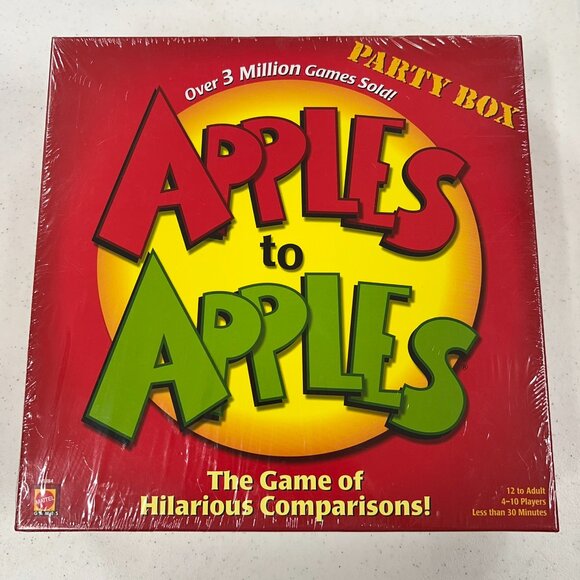 PARTY BOX
Over 3 Million Games Sold!
APPLES
to
APPLES
®
The Game of
Hilarious Comparisons!
MATTEL
12 to Adult
4–10 Players
Less than 30 Minutes